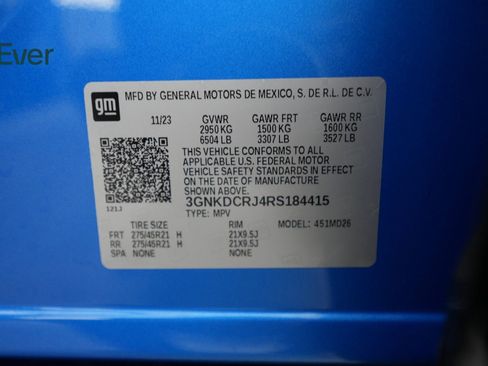 Ever
gm
MFD BY GENERAL MOTORS DE MEXICO, S. DE R.L. DE C.V.
11/23 GVWR GAWR FRT GAWR RR
2950 KG 1500 KG 1600 KG
6504 LB 3307 LB 3527 LB
THIS VEHICLE CONFORMS TO ALL
APPLICABLE U.S. FEDERAL MOTOR
VEHICLE SAFETY STANDARDS IN EFFECT
ON THE DATE OF MANUFACTURE
SHOWN ABOVE.
3GNKDCRJ4RS184415
TYPE: MPV
121J
TIRE SIZE RIM MODEL: 451MD26
FRT 275/45R21 H 21X9.5J
RR 275/45R21 H 21X9.5J
SPA NONE NONE